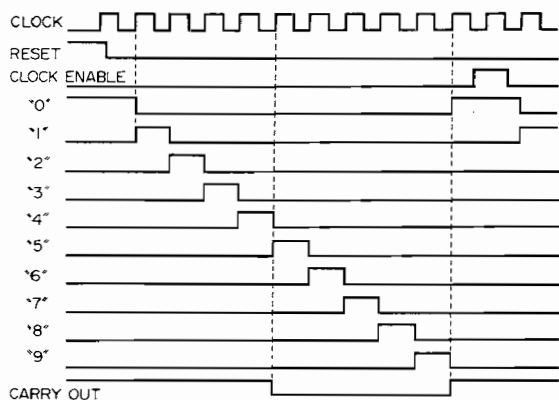 CLOCK
RESET
CLOCK ENABLE
"0"
"1"
"2"
"3"
"4"
"5"
"6"
"7"
"8"
"9"
CARRY OUT